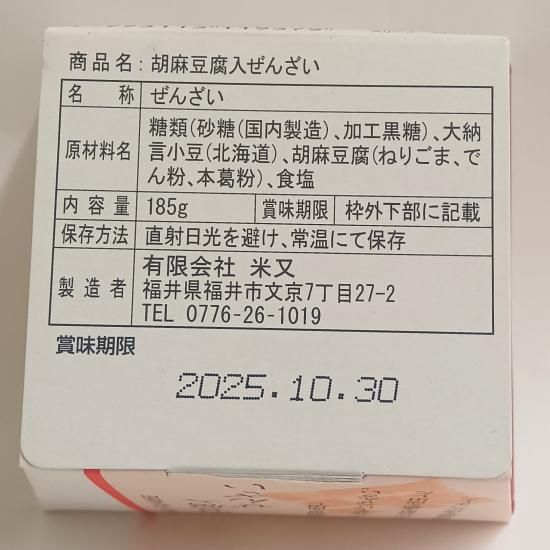 商品名：胡麻豆腐入ぜんざい
名称 ぜんざい
原材料名 糖類（砂糖（国内製造）、加工黒糖）、大納
言小豆（北海道）、胡麻豆腐（ねりごま、で
ん粉、本葛粉）、食塩
内容量 185g 賞味期限 枠外下部に記載
保存方法 直射日光を避け、常温にて保存
製造者 有限会社 米又
福井県福井市文京7丁目27-2
TEL 0776-26-1019
賞味期限
2025.10.30